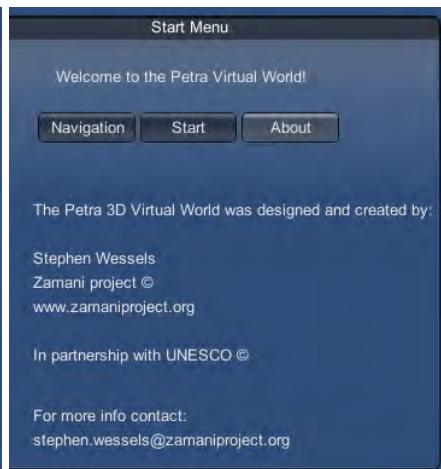 Start Menu
Welcome to the Petra Virtual World!
Navigation Start About
The Petra 3D Virtual World was designed and created by:
Stephen Wessels
Zamani project ©
www.zamaniproject.org
In partnership with UNESCO ©
For more info contact:
stephen.wessels@zamaniproject.org